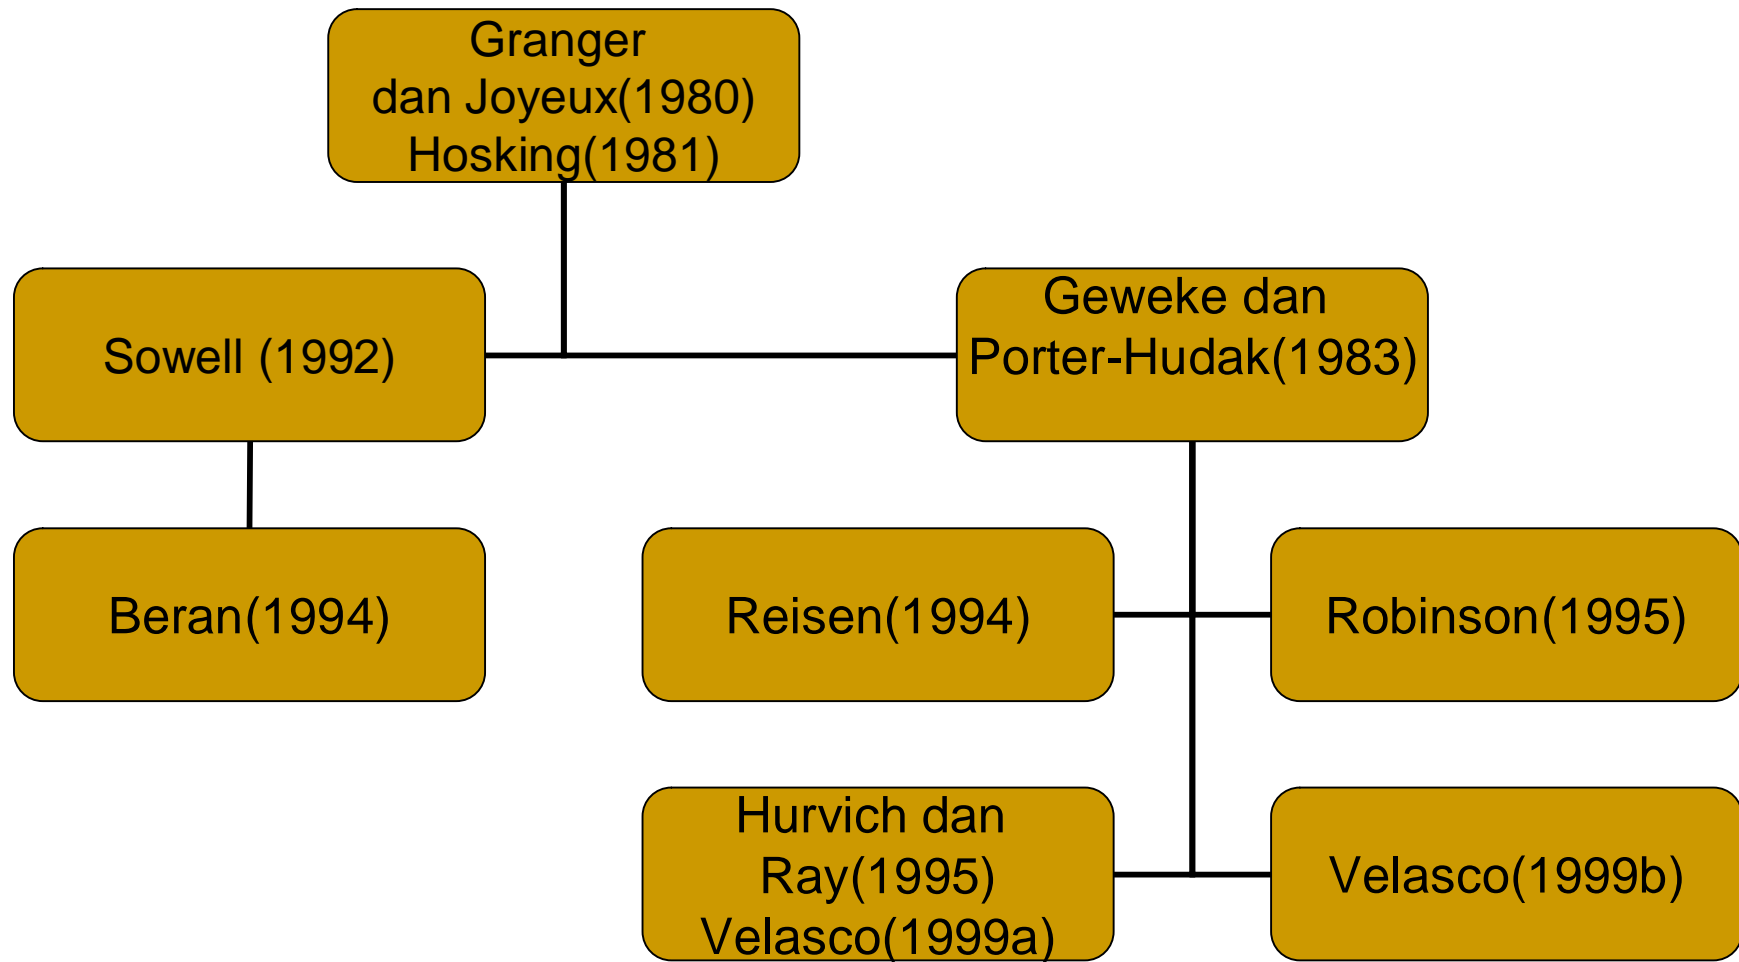 Granger
dan Joyeux(1980)
Hosking(1981)
Sowell (1992)
Geweke dan
Porter-Hudak(1983)
Beran(1994)
Reisen(1994)
Robinson(1995)
Hurvich dan
Ray(1995)
Velasco(1999a)
Velasco(1999b)